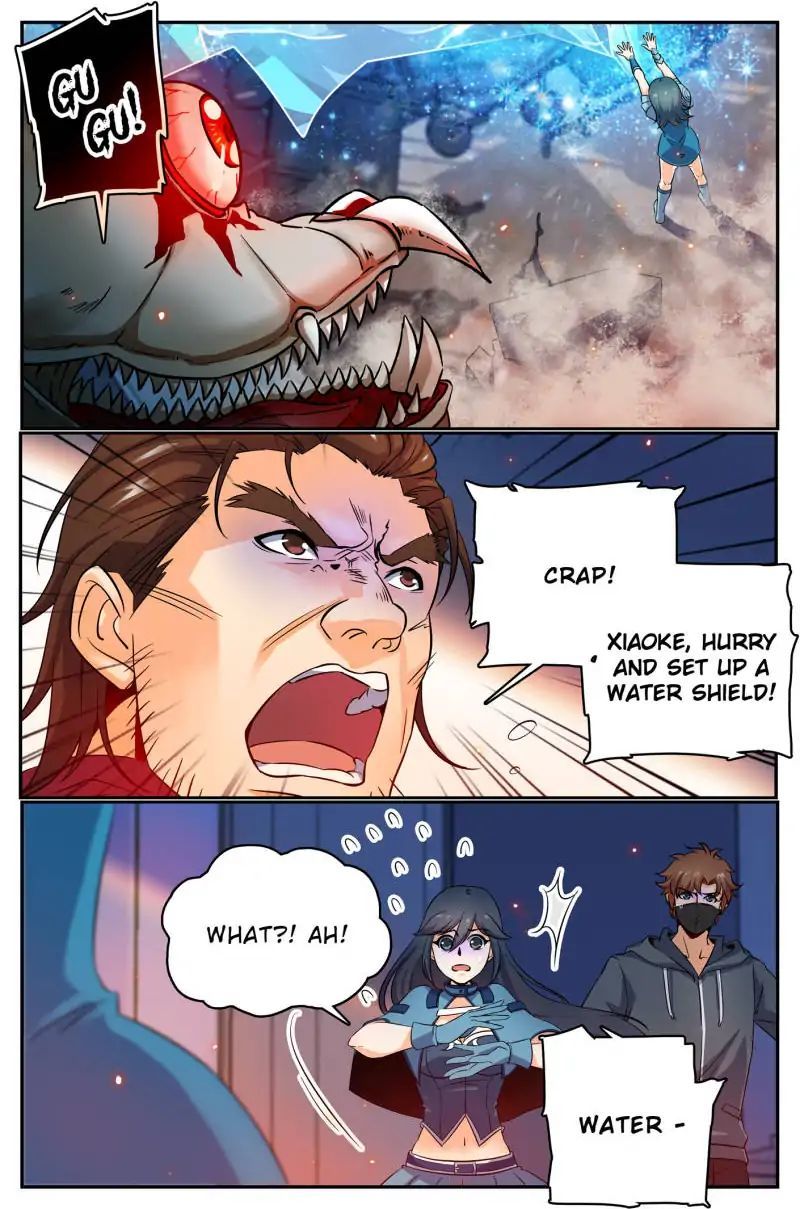 GU
GU!
CRAP!
XIAOKE, HURRY
AND SET UP A
WATER SHIELD!
WHAT?! AH!
WATER -